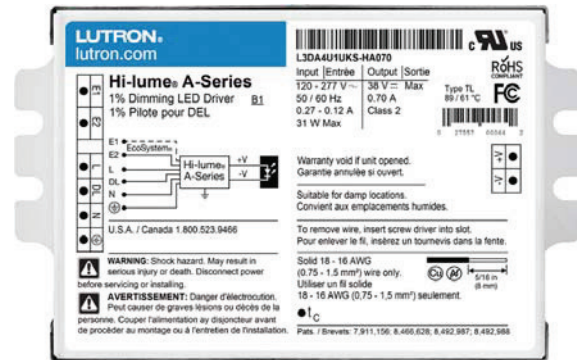 LUTRON®
lutron.com
Hi-lume® A-Series
1% Dimming LED Driver B1
1% Pilote pour DEL
E1
E2
L
DL
N
E1
EcoSystem®
E2
L
DL
N
Hi-lume®
A-Series
+V
-V
U.S.A. / Canada 1.800.523.9466
WARNING: Shock hazard. May result in
serious injury or death. Disconnect power
before servicing or installing.
AVERTISSEMENT: Danger d'électrocution.
Peut causer de graves lésions ou décès de la
personne. Couper l'alimentation au disjoncteur avant
de procéder au montage ou à l'entretien de l'installation.
L3DA4U1UKS-HA070
Input Entrée Output Sortie
120 - 277 V~ 38 V⎓ Max
50 / 60 Hz 0.70 A
0.27 - 0.12 A Class 2
31 W Max
c RU US
RoHS
COMPLIANT
Type TL
89 / 61 °C
FC
0 27557 00044 2
Warranty void if unit opened.
Garantie annulée si ouvert.
+V
-V
Suitable for damp locations.
Convient aux emplacements humides.
To remove wire, insert screw driver into slot.
Pour enlever le fil, insérez un tournevis dans la fente.
Solid 18 - 16 AWG
(0.75 - 1.5 mm²) wire only.
Utiliser un fil solide
18 - 16 AWG (0,75 - 1,5 mm²) seulement.
Cu Al
5/16 in
(8 mm)
tc
Pats. / Brevets: 7,911,156; 8,466,628; 8,492,987; 8,492,988